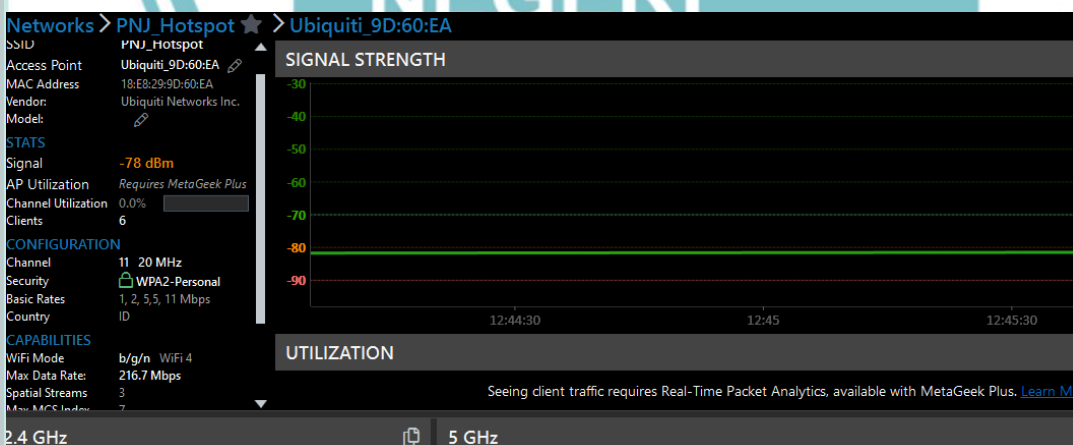 Networks > PNJ_Hotspot ★ > Ubiquiti_9D:60:EA
SSID PNJ_Hotspot
Access Point Ubiquiti_9D:60:EA
MAC Address 18:E8:29:9D:60:EA
Vendor: Ubiquiti Networks Inc.
Model:
STATS
Signal -78 dBm
AP Utilization Requires MetaGeek Plus
Channel Utilization 0.0%
Clients 6
CONFIGURATION
Channel 11 20 MHz
Security WPA2-Personal
Basic Rates 1, 2, 5,5, 11 Mbps
Country ID
CAPABILITIES
WiFi Mode b/g/n WiFi 4
Max Data Rate: 216.7 Mbps
Spatial Streams 3
Max MCS Index 7
SIGNAL STRENGTH
-30
-40
-50
-60
-70
-80
-90
12:44:30 12:45 12:45:30
UTILIZATION
Seeing client traffic requires Real-Time Packet Analytics, available with MetaGeek Plus. Learn M
2.4 GHz 5 GHz